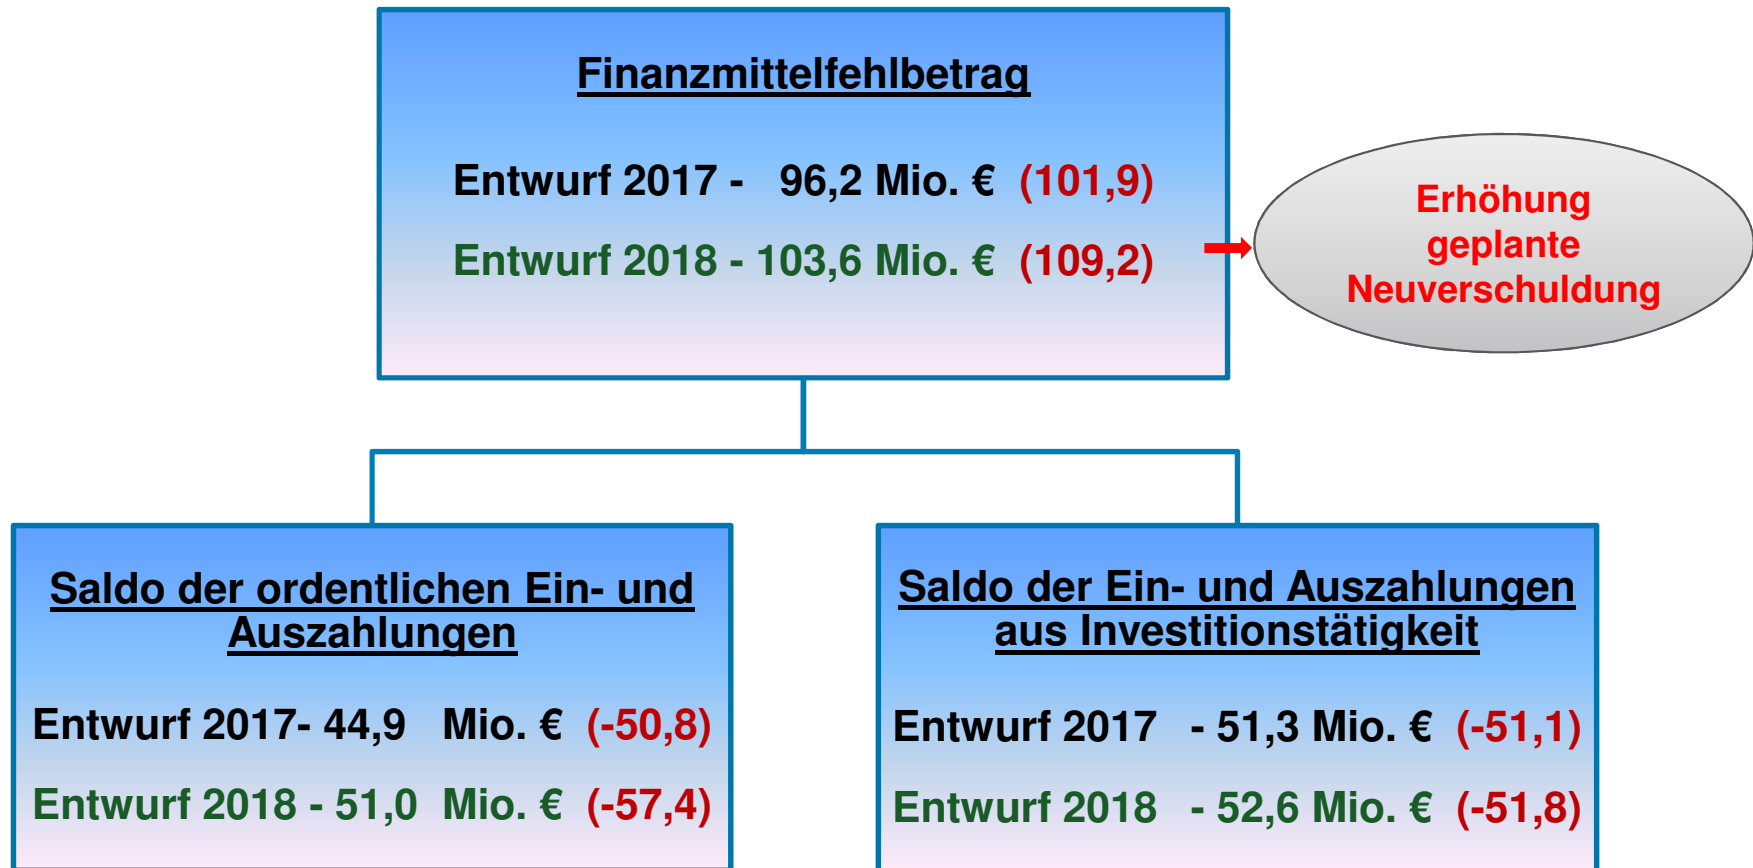 Finanzmittelfehlbetrag
Entwurf 2017 - 96,2 Mio. € (101,9)
Entwurf 2018 - 103,6 Mio. € (109,2)
Erhöhung
geplante
Neuverschuldung
Saldo der ordentlichen Ein- und
Auszahlungen
Entwurf 2017- 44,9 Mio. € (-50,8)
Entwurf 2018 - 51,0 Mio. € (-57,4)
Saldo der Ein- und Auszahlungen
aus Investitionstätigkeit
Entwurf 2017 - 51,3 Mio. € (-51,1)
Entwurf 2018 - 52,6 Mio. € (-51,8)